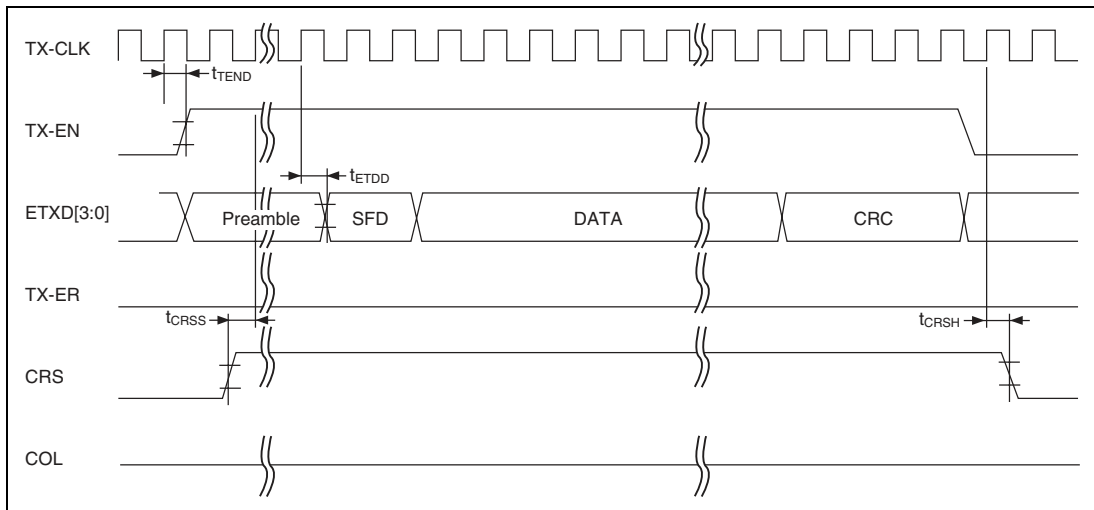 TX-CLK
tTEND
TX-EN
tETDD
ETXD[3:0]
Preamble
SFD
DATA
CRC
TX-ER
tCRSS
tCRSH
CRS
COL